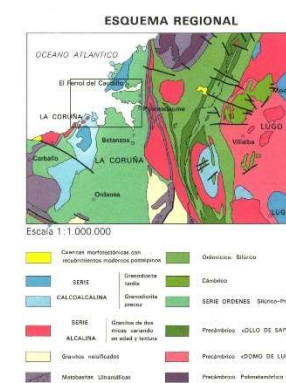 ESQUEMA REGIONAL
OCEANO ATLANTICO
El Ferrol del Caudillo
LA CORUÑA
Puentedeume
LUGO
Betanzos
Villalba
Carballo
LA CORUÑA
Ordenes
LUG
Escala 1:1.000.000
Cuencas morfotectónicas con
recubrimientos modernos postalpinos
Ordovícico Silúrico
SERIE
CALCOALCALINA
Granodiorita
tardía
Cámbrico
Granodiorita
precoz
SERIE ORDENES Silúrico-Pr
SERIE
ALCALINA
Granitos de dos
micas variando
en edad y textura
Precámbrico «OLLO DE SAP
Granitos neisificados
Precámbrico «DOMO DE LU
Metabasitas Ultramáficas
Precámbrico Polimetamórfico